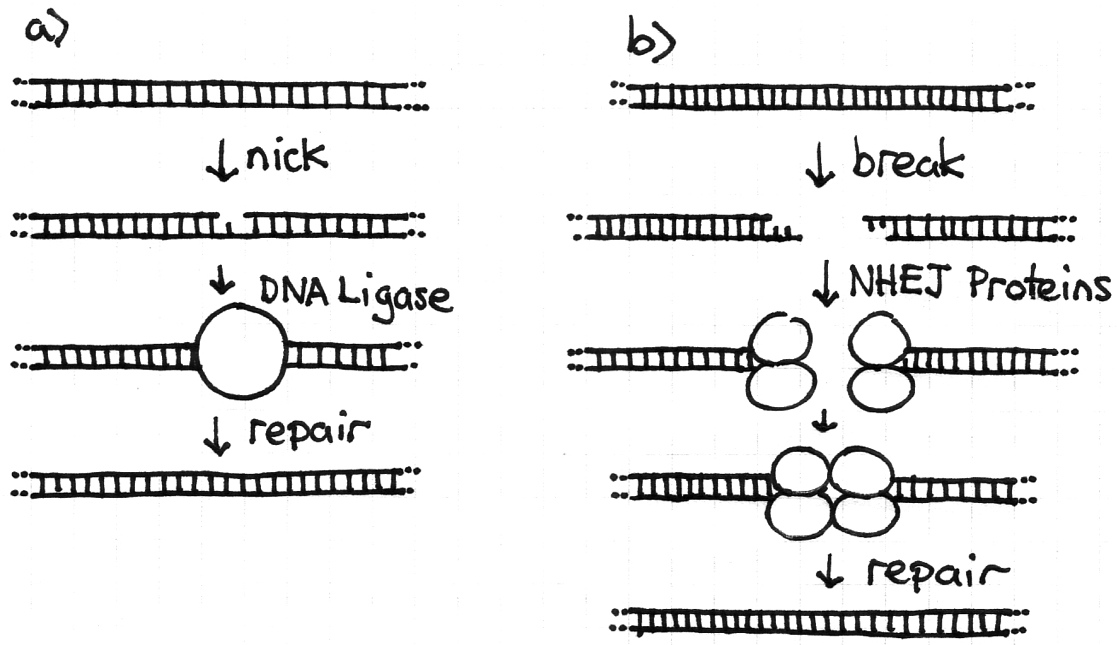 a)
nick
DNA Ligase
repair
b)
break
NHEJ Proteins
repair